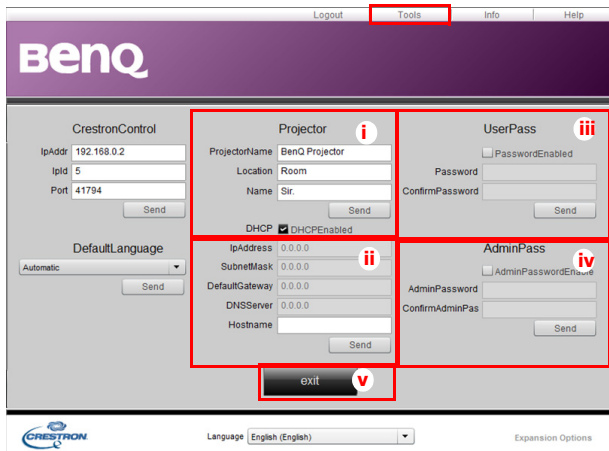 Logout Tools Info Help
BenQ
CrestronControl
IpAddr 192.168.0.2
IpId 5
Port 41794
Send
DefaultLanguage
Automatic
Send
Projector i
ProjectorName BenQ Projector
Location Room
Name Sir.
Send
DHCP DHCPEnabled
ii
IpAddress 0.0.0.0
SubnetMask 0.0.0.0
DefaultGateway 0.0.0.0
DNSServer 0.0.0.0
Hostname
Send
UserPass iii
PasswordEnabled
Password
ConfirmPassword
Send
AdminPass iv
AdminPasswordEnable
AdminPassword
ConfirmAdminPas
Send
exit v
CRESTRON
Language English (English)
Expansion Options